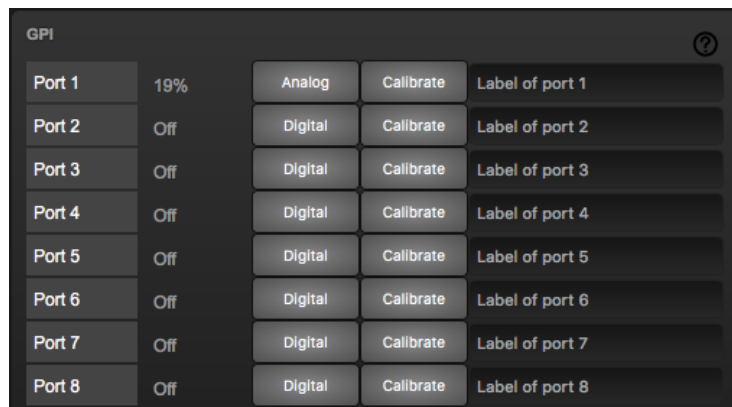 GPI
?
Port 1 19% Analog Calibrate Label of port 1
Port 2 Off Digital Calibrate Label of port 2
Port 3 Off Digital Calibrate Label of port 3
Port 4 Off Digital Calibrate Label of port 4
Port 5 Off Digital Calibrate Label of port 5
Port 6 Off Digital Calibrate Label of port 6
Port 7 Off Digital Calibrate Label of port 7
Port 8 Off Digital Calibrate Label of port 8